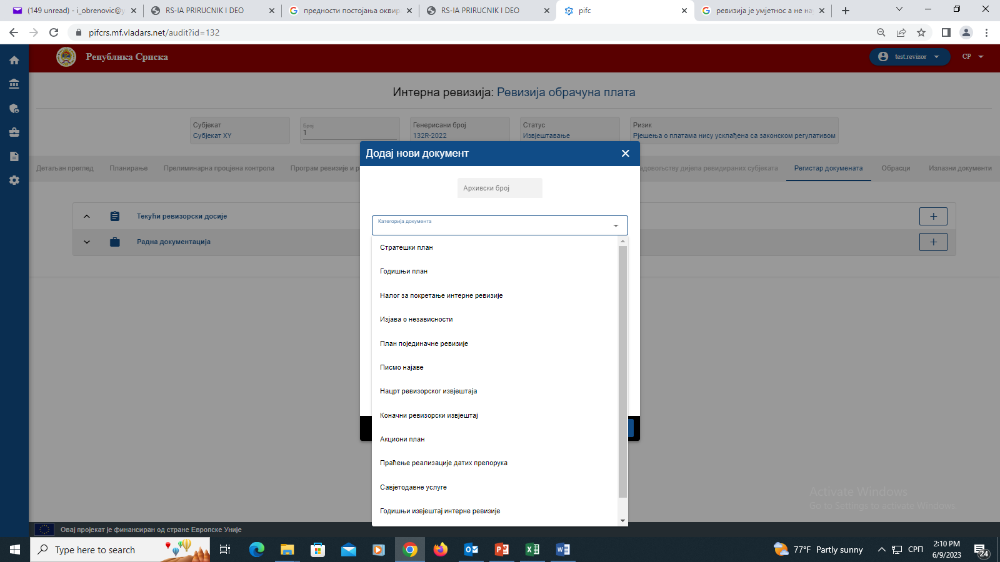 (149 unread) - i_obrenovic@y
RS-IA PRIRUCNIK I DEO
предности постојања оквир
RS-IA PRIRUCNIK I DEO
pifc
ревизија је умјетнос а не на
pifcrs.mf.vladars.net/audit?id=132
Република Српска
test.revizor
СР
Интерна ревизија: Ревизија обрачуна плата
Субјекат
Субјекат XY
Број
1
Генерисани број
132R-2022
Статус
Извјештавање
Ризик
Рјешења о платама нису усклађена са законском регулативом
Додај нови документ
Детаљан преглед
Планирање
Прелиминарна процјена контрола
Програм ревизије и р
адовољству дијела ревидираних субјеката
Регистар докумената
Обрасци
Излазни документи
Архивски број
Текући ревизорски досије
Радна документација
Категорија документа
Стратешки план
Годишњи план
Налог за покретање интерне ревизије
Изјава о независности
План појединачне ревизије
Писмо најаве
Нацрт ревизорског извјештаја
Коначни ревизорски извјештај
Акциони план
Праћење реализације датих препорука
Савјетодавне услуге
Годишњи извјештај интерне ревизије
Activate Windows
Go to Settings to activate Windows.
Овај пројекат је финансиран од стране Европске Уније
Type here to search
77°F Partly sunny
СРП
2:10 PM
6/9/2023
24